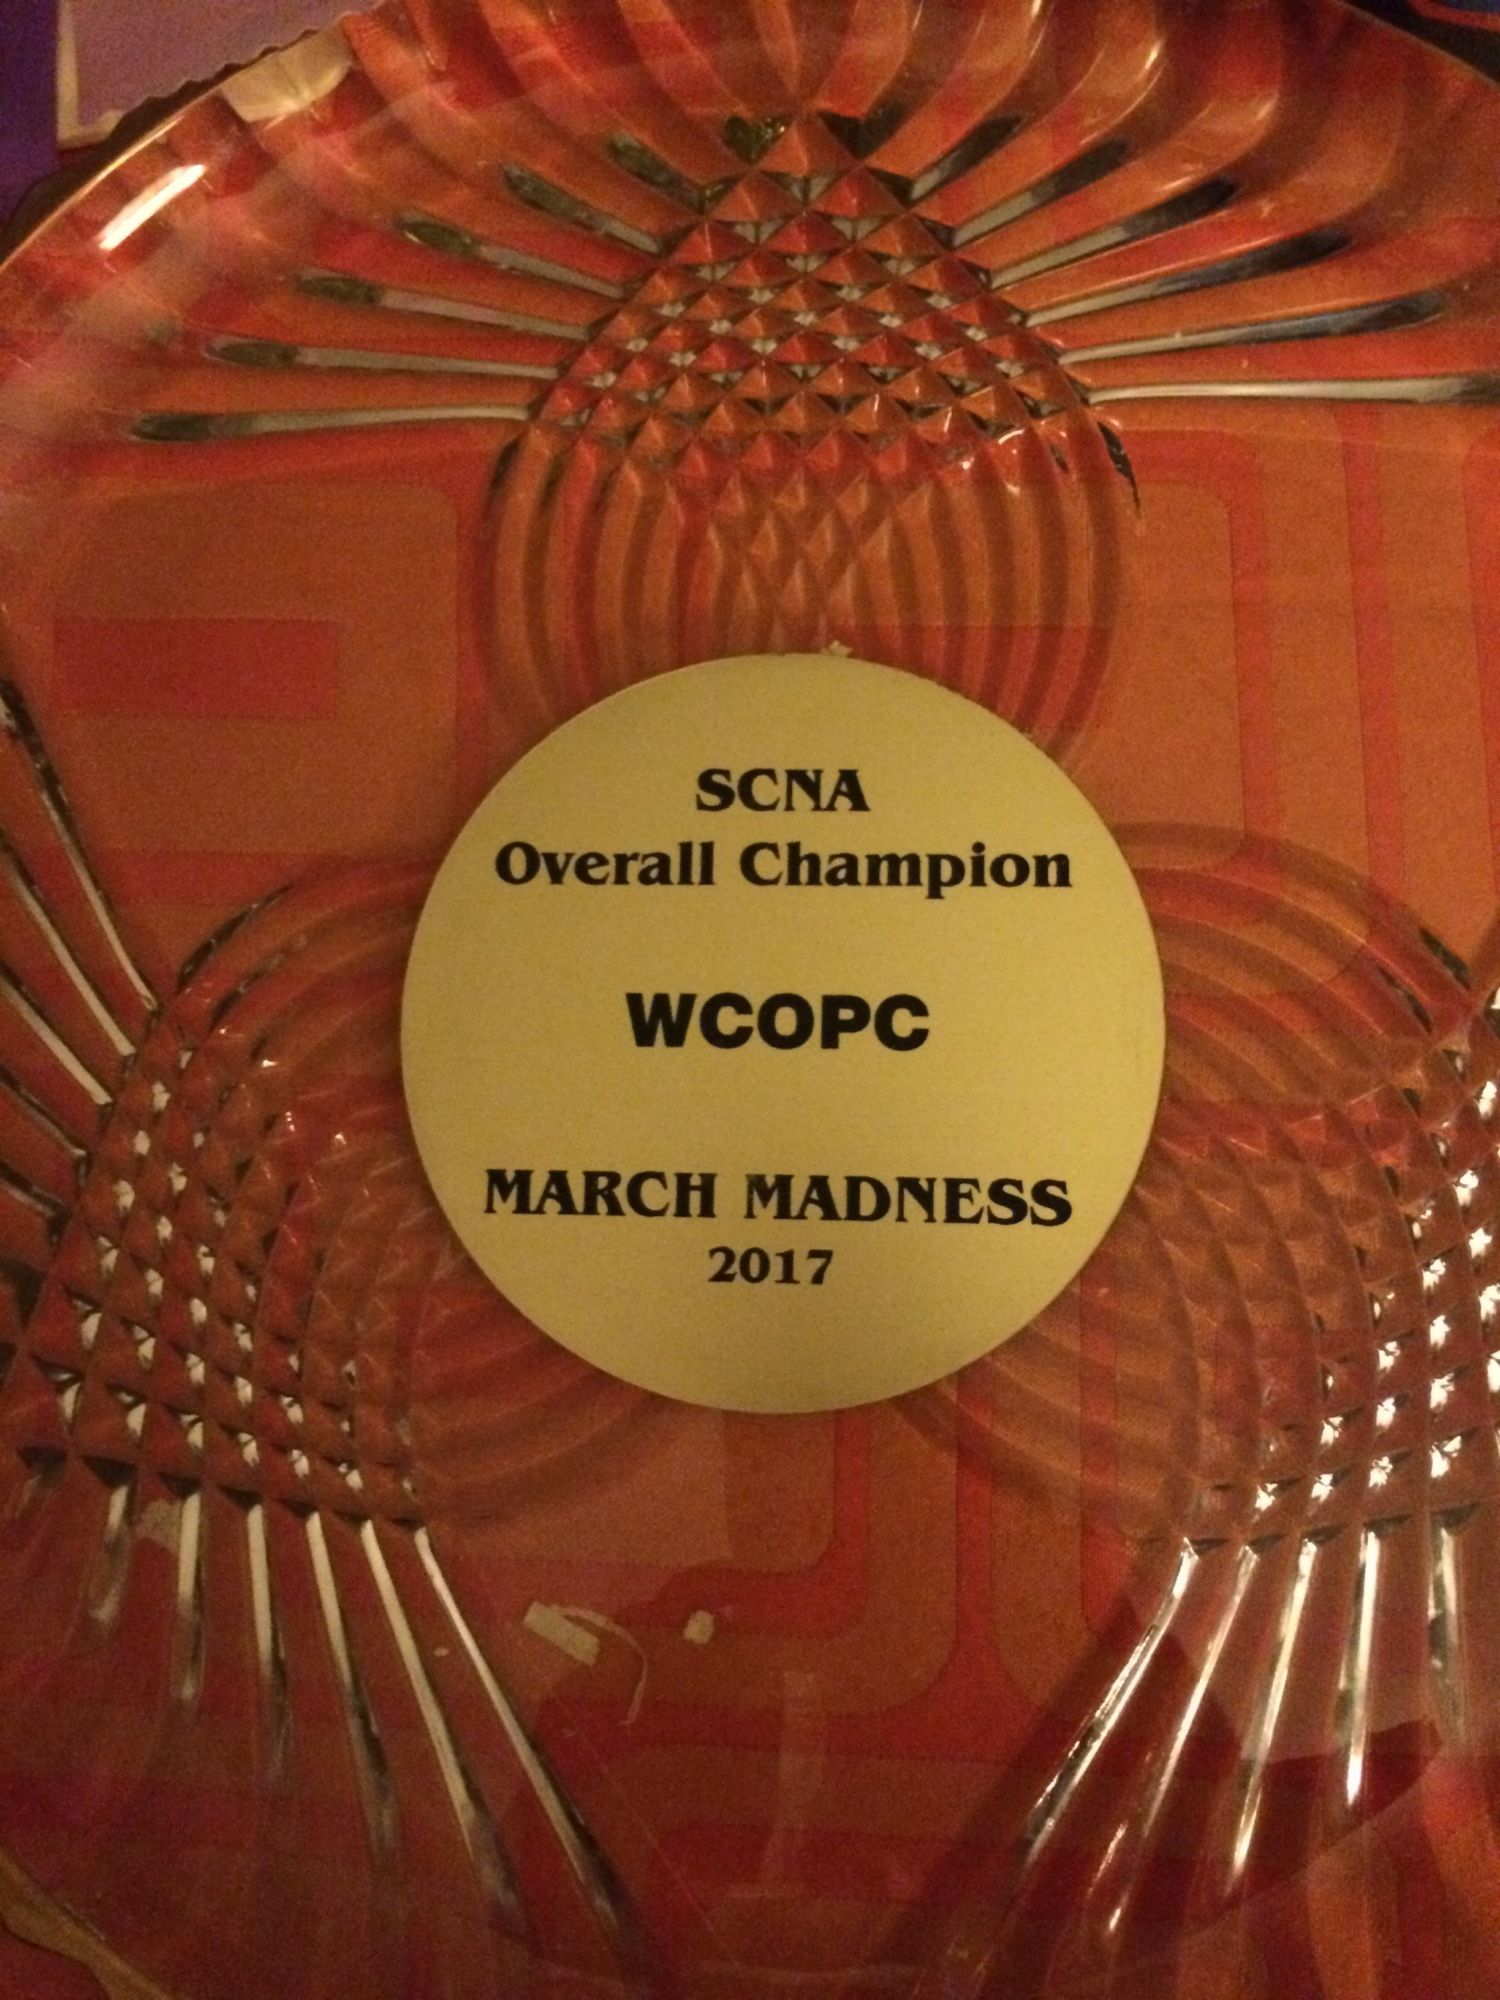 SCNA
Overall Champion
WCOPC
MARCH MADNESS
2017